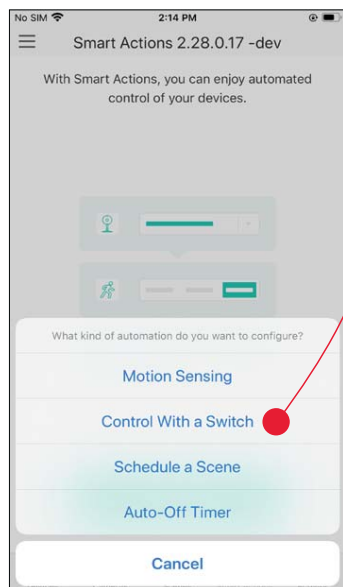 No SIM 2:14 PM
Smart Actions 2.28.0.17 -dev
With Smart Actions, you can enjoy automated
control of your devices.
What kind of automation do you want to configure?
Motion Sensing
Control With a Switch
Schedule a Scene
Auto-Off Timer
Cancel